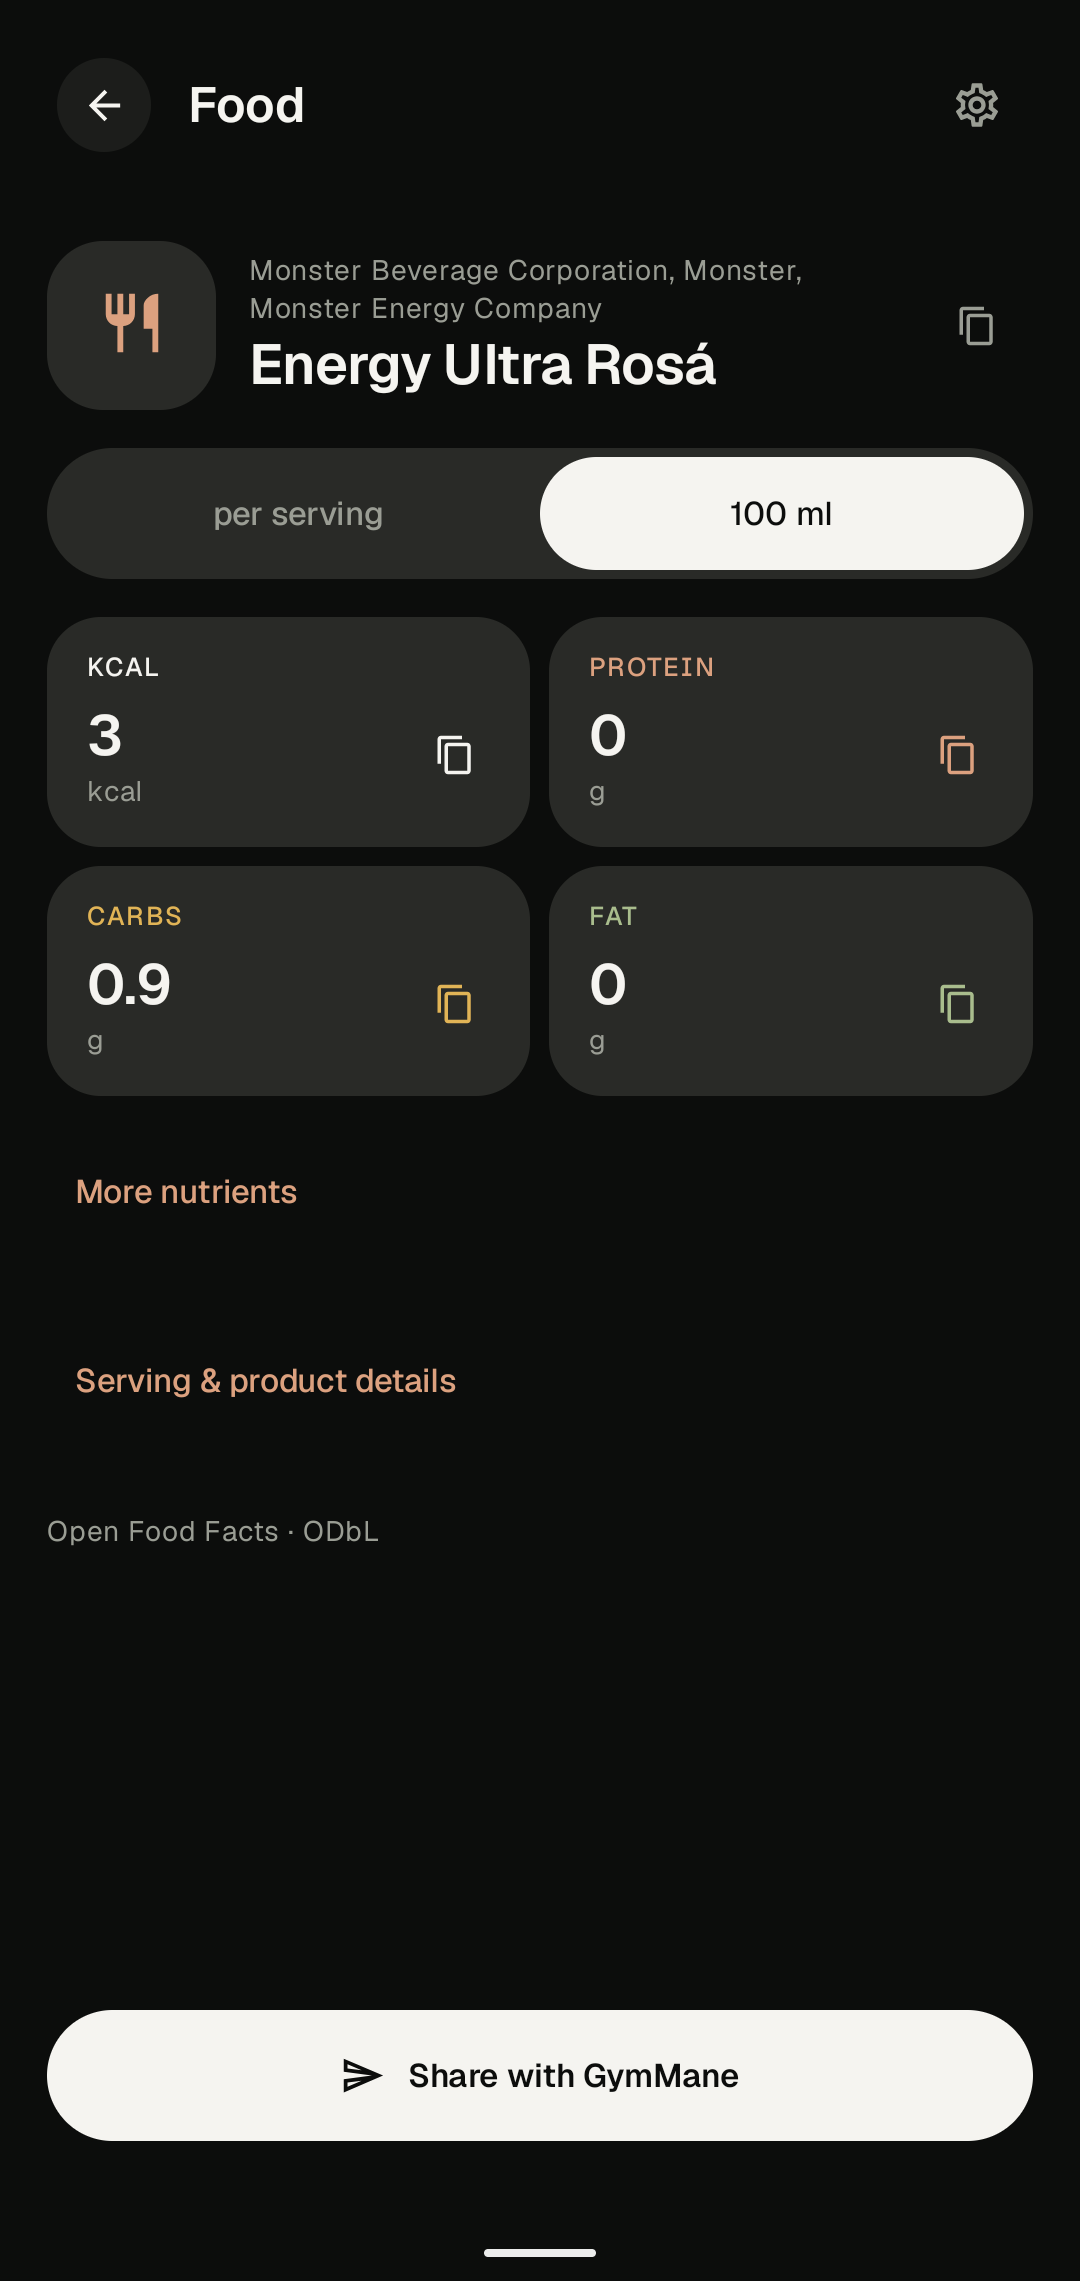 Food
Monster Beverage Corporation, Monster,
Monster Energy Company
Energy Ultra Rosá
per serving
100 ml
KCAL
3
kcal
PROTEIN
0
g
CARBS
0.9
g
FAT
0
g
More nutrients
Serving & product details
Open Food Facts · ODbL
Share with GymMane